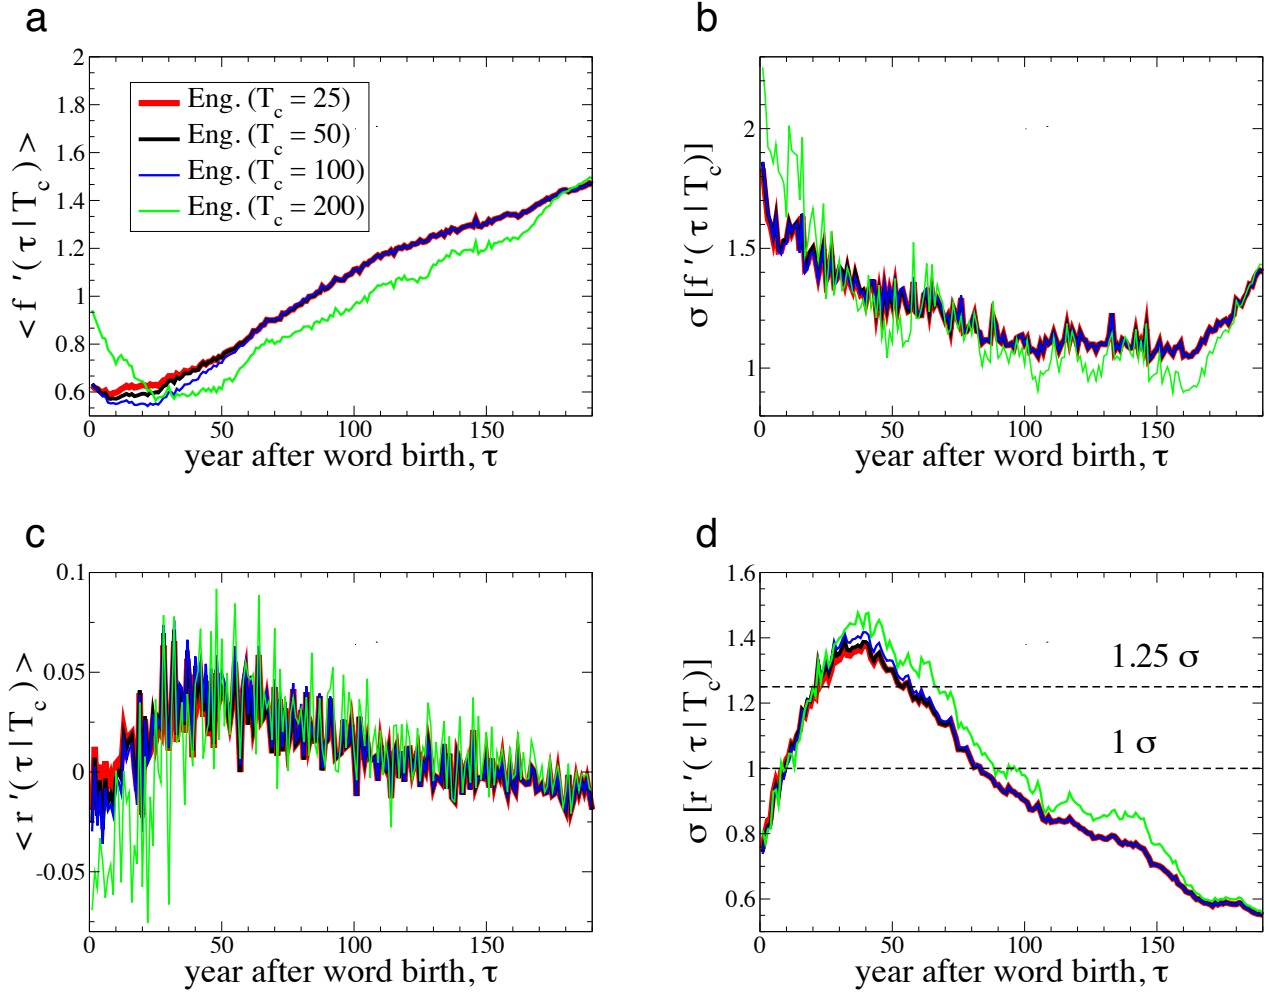 a
2
1.8
1.6
1.4
1.2
1
0.8
0.6
< f ′( τ | T_c ) >
Eng. (T_c = 25)
Eng. (T_c = 50)
Eng. (T_c = 100)
Eng. (T_c = 200)
0 50 100 150
year after word birth, τ
b
2
1.5
1
σ [f ′( τ | T_c)]
0 50 100 150
year after word birth, τ
c
0.1
0.05
0
-0.05
< r ′( τ | T_c ) >
0 50 100 150
year after word birth, τ
d
1.6
1.4
1.2
1
0.8
0.6
σ [r ′( τ | T_c)]
1.25 σ
1 σ
0 50 100 150
year after word birth, τ